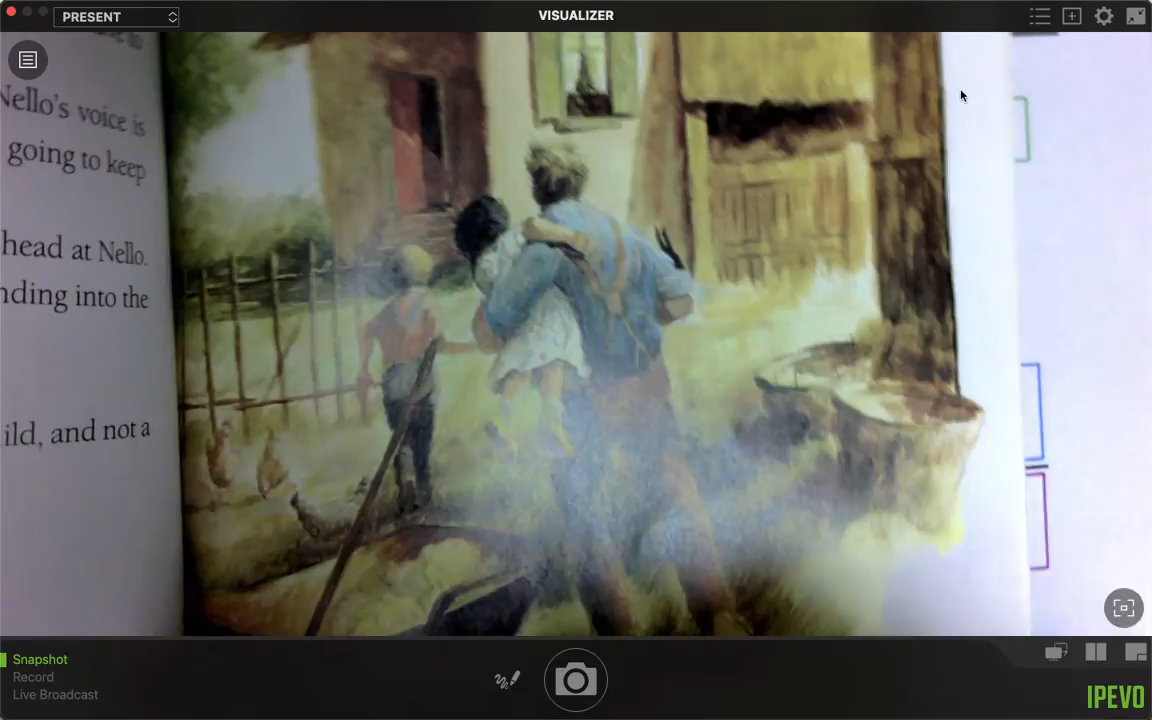 PRESENT
VISUALIZER
Nello's voice is
going to keep
head at Nello.
nding into the
ild, and not a
Snapshot
Record
Live Broadcast
IPEVO